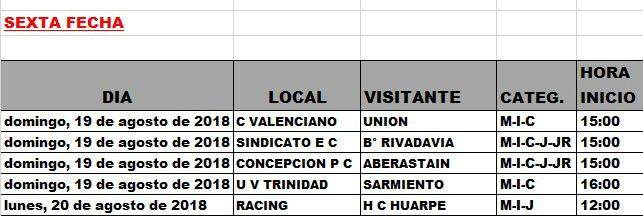 SEXTA FECHA
DIA LOCAL VISITANTE CATEG. HORA INICIO
domingo, 19 de agosto de 2018 C VALENCIANO UNION M-I-C 15:00
domingo, 19 de agosto de 2018 SINDICATO E C B° RIVADAVIA M-I-C-J-JR 15:00
domingo, 19 de agosto de 2018 CONCEPCION P C ABERASTAIN M-I-C-J-JR 15:00
domingo, 19 de agosto de 2018 U V TRINIDAD SARMIENTO M-I-C 16:00
lunes, 20 de agosto de 2018 RACING H C HUARPE M-I-J 12:00